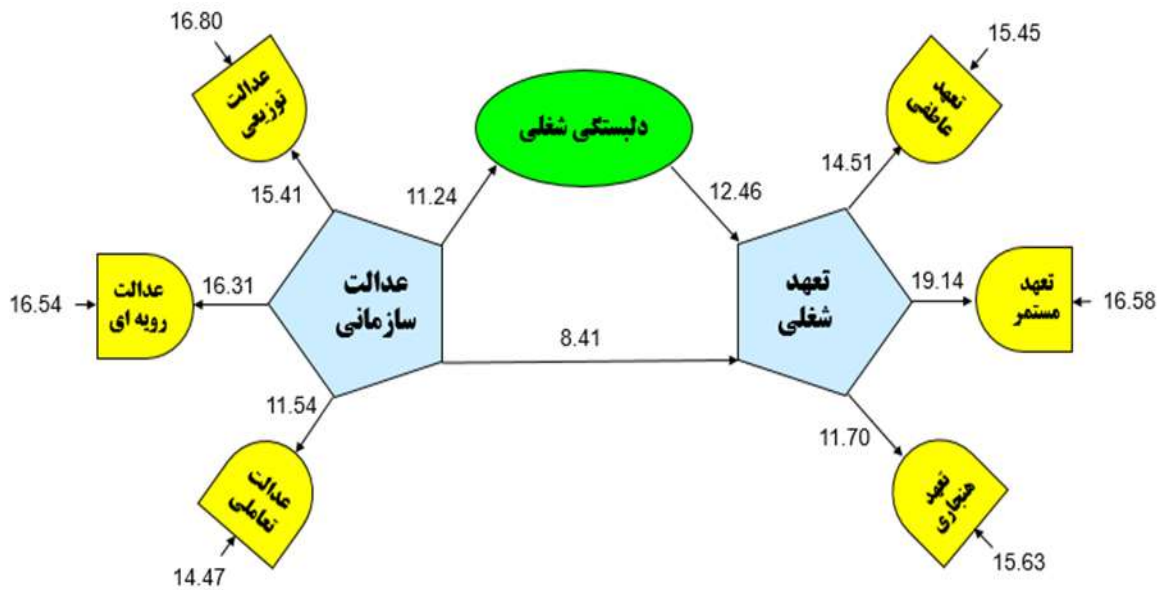 16.80
15.45
عدالت
توزیعی
دلبستگی شغلی
تعهد
عاطفی
15.41
11.24
12.46
14.51
16.54
عدالت
رویه ای
16.31
عدالت
سازمانی
تعهد
شغلی
19.14
تعهد
مستمر
16.58
8.41
11.54
11.70
عدالت
تعاملی
تعهد
هنجاری
14.47
15.63